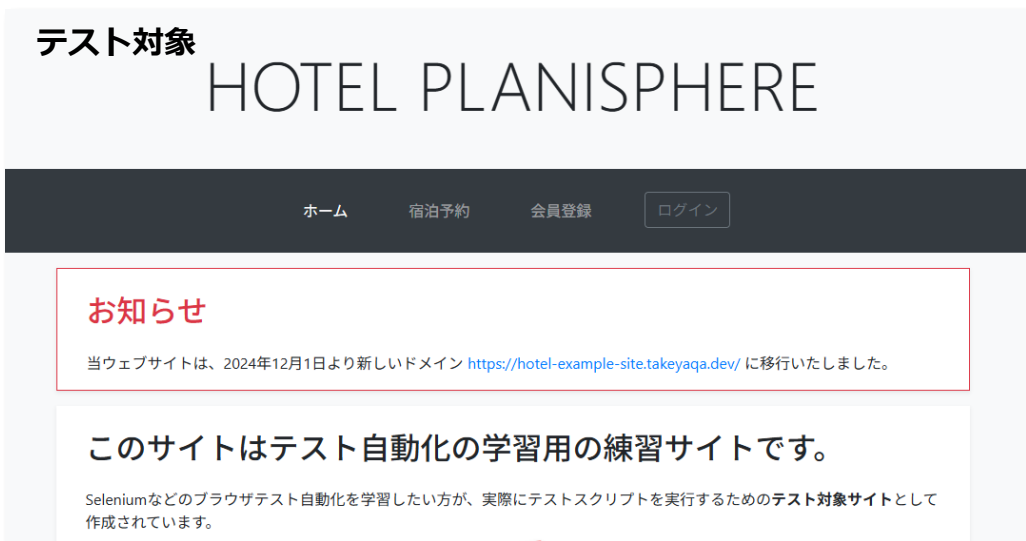 テスト対象
HOTEL PLANISPHERE
ホーム 宿泊予約 会員登録 ログイン
お知らせ
当ウェブサイトは、2024年12月1日より新しいドメイン https://hotel-example-site.takeyaqa.dev/ に移行いたしました。
このサイトはテスト自動化の学習用の練習サイトです。
Seleniumなどのブラウザテスト自動化を学習したい方が、実際にテストスクリプトを実行するためのテスト対象サイトとして
作成されています。